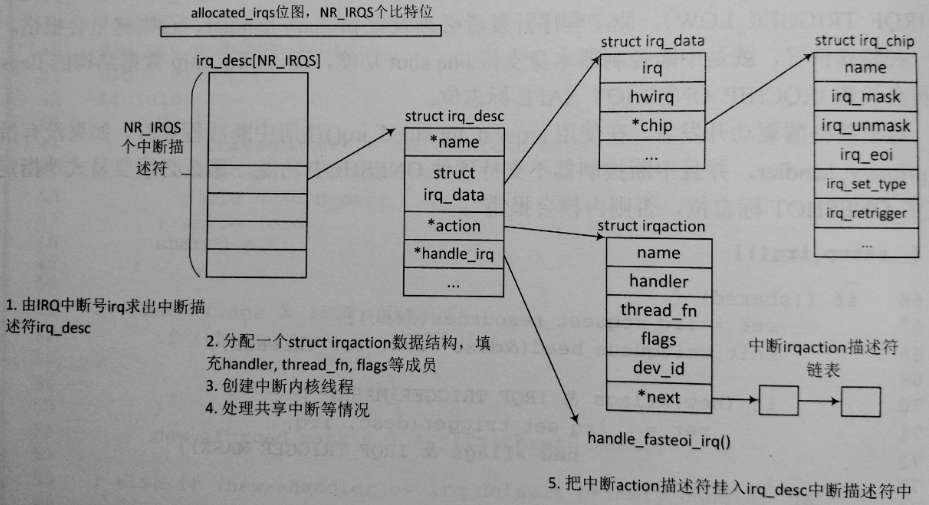 allocated_irqs位图，NR_IRQS个比特位
irq_desc[NR_IRQS]
NR_IRQS
个中断描
述符
struct irq_desc
*name
struct
irq_data
*action
*handle_irq
...
struct irq_data
irq
hwirq
*chip
...
struct irq_chip
name
irq_mask
irq_unmask
irq_eoi
irq_set_type
irq_retrigger
...
struct irqaction
name
handler
thread_fn
flags
dev_id
*next
中断irqaction描述符
链表
handle_fasteoi_irq()
1. 由IRQ中断号irq求出中断描
述符irq_desc
2. 分配一个struct irqaction数据结构，填
充handler, thread_fn, flags等成员
3. 创建中断内核线程
4. 处理共享中断等情况
5. 把中断action描述符挂入irq_desc中断描述符中